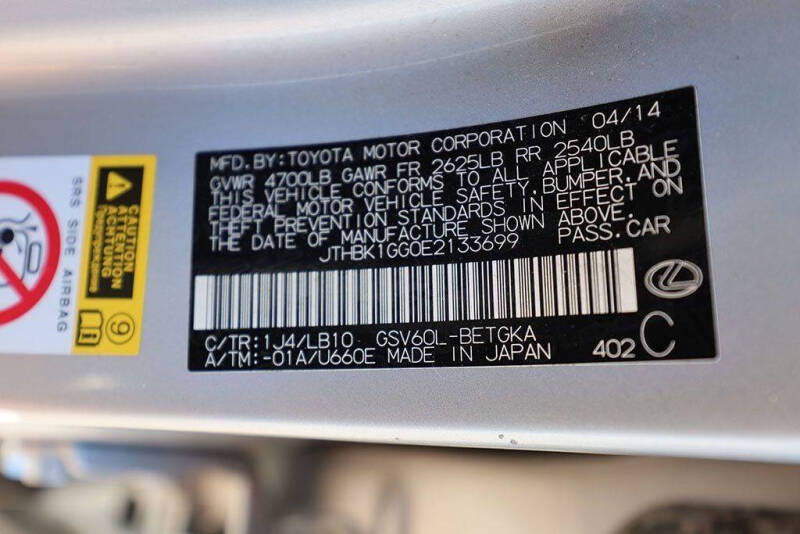 MFD. BY: TOYOTA MOTOR CORPORATION 04/14
GVWR 4700LB GAWR FR 2625LB RR 2540LB
THIS VEHICLE CONFORMS TO ALL APPLICABLE
FEDERAL MOTOR VEHICLE SAFETY, BUMPER, AND
THEFT PREVENTION STANDARDS IN EFFECT ON
THE DATE OF MANUFACTURE SHOWN ABOVE.
JTHBK1GG0E2133699 PASS. CAR
C/TR: 1J4/LB10 GSV60L-BETGKA
A/TM: -01A/U660E MADE IN JAPAN 402 C
SRS SIDE AIRBAG
CAUTION
ATTENTION
ACHTUNG
9